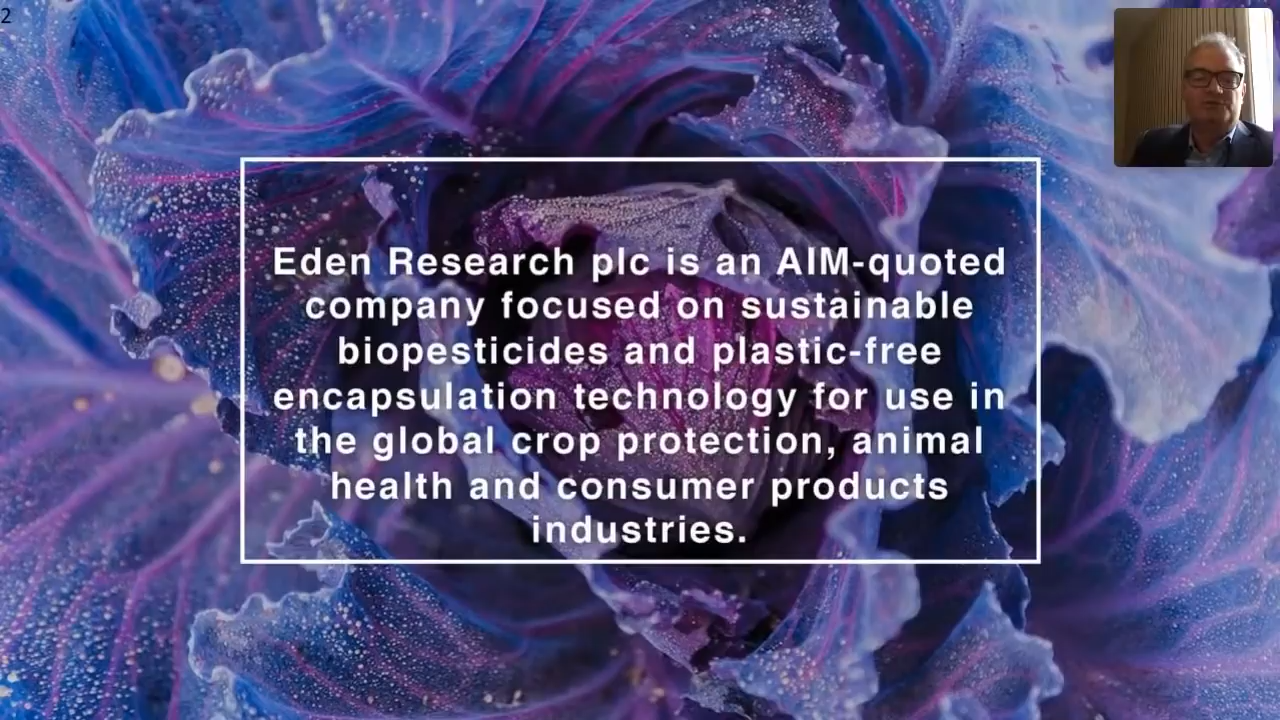 2
Eden Research plc is an AIM-quoted
company focused on sustainable
biopesticides and plastic-free
encapsulation technology for use in
the global crop protection, animal
health and consumer products
industries.